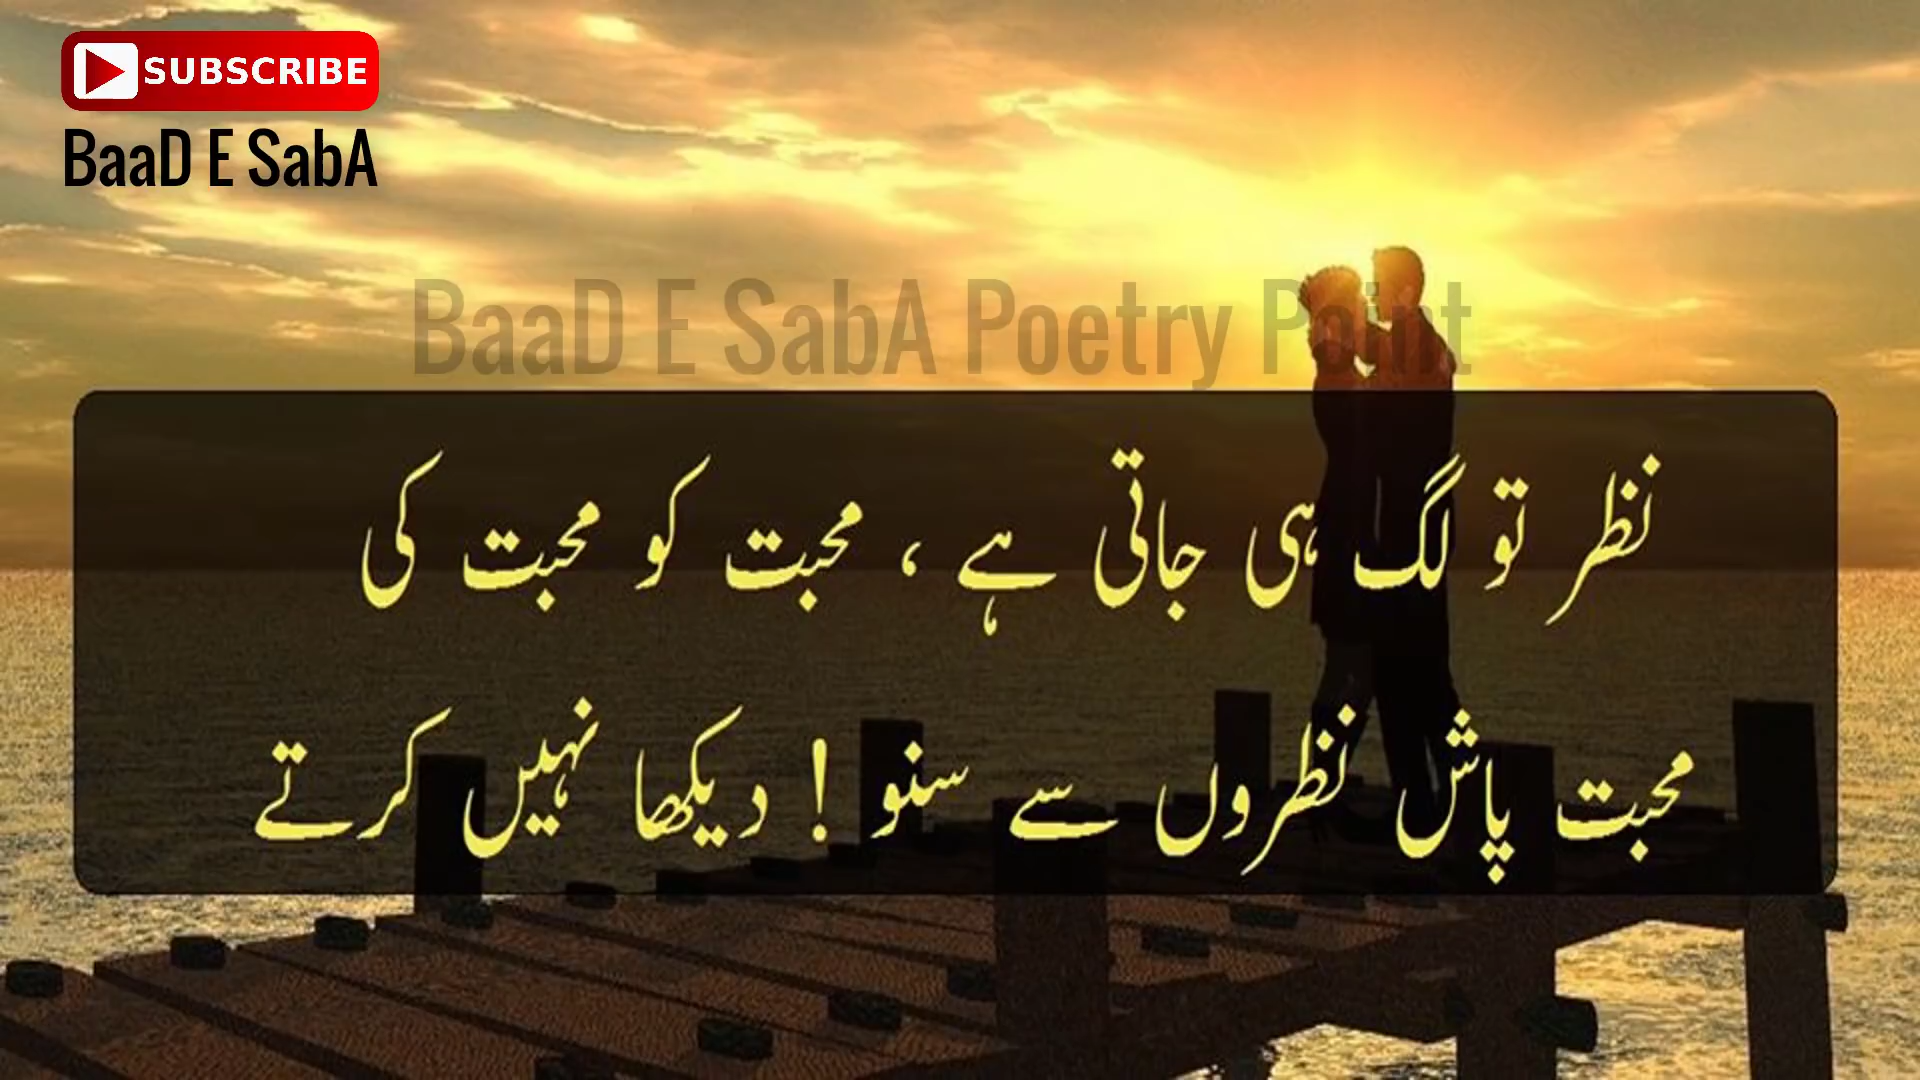 SUBSCRIBE
BaaD E SabA
BaaD E SabA Poetry Point
نظر تو لگ ہی جاتی ہے ، محبت کو محبت کی
محبت پاش نظروں سے سنو ! دیکھا نہیں کرتے